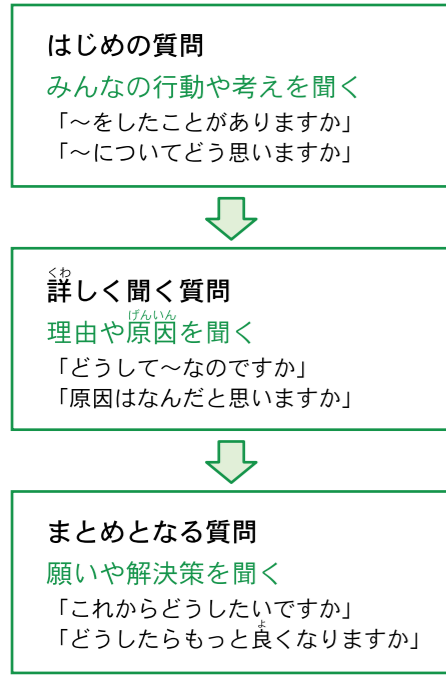 はじめの質問
みんなの行動や考えを聞く
「～をしたことがありますか」
「～についてどう思いますか」
くわ
詳しく聞く質問
げんいん
理由や原因を聞く
「どうして～なのですか」
「原因はなんだと思いますか」
まとめとなる質問
願いや解決策を聞く
「これからどうしたいですか」
よ
「どうしたらもっと良くなりますか」